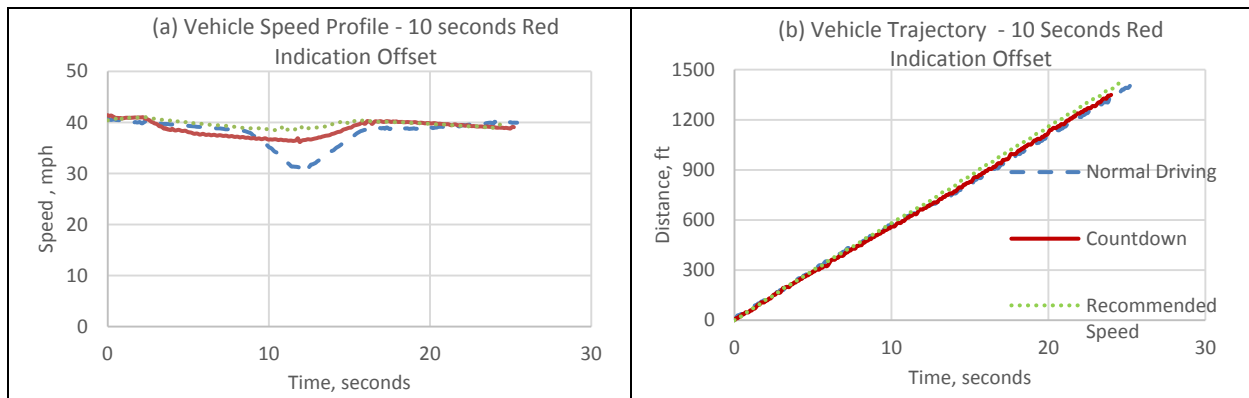 (a) Vehicle Speed Profile - 10 seconds Red
Indication Offset
50
40
30
20
10
0
Speed , mph
0 10 20 30
Time, seconds
(b) Vehicle Trajectory - 10 Seconds Red
Indication Offset
1500
1200
900
600
300
0
Distance, ft
0 10 20 30
Time, seconds
Normal Driving
Countdown
Recommended
Speed